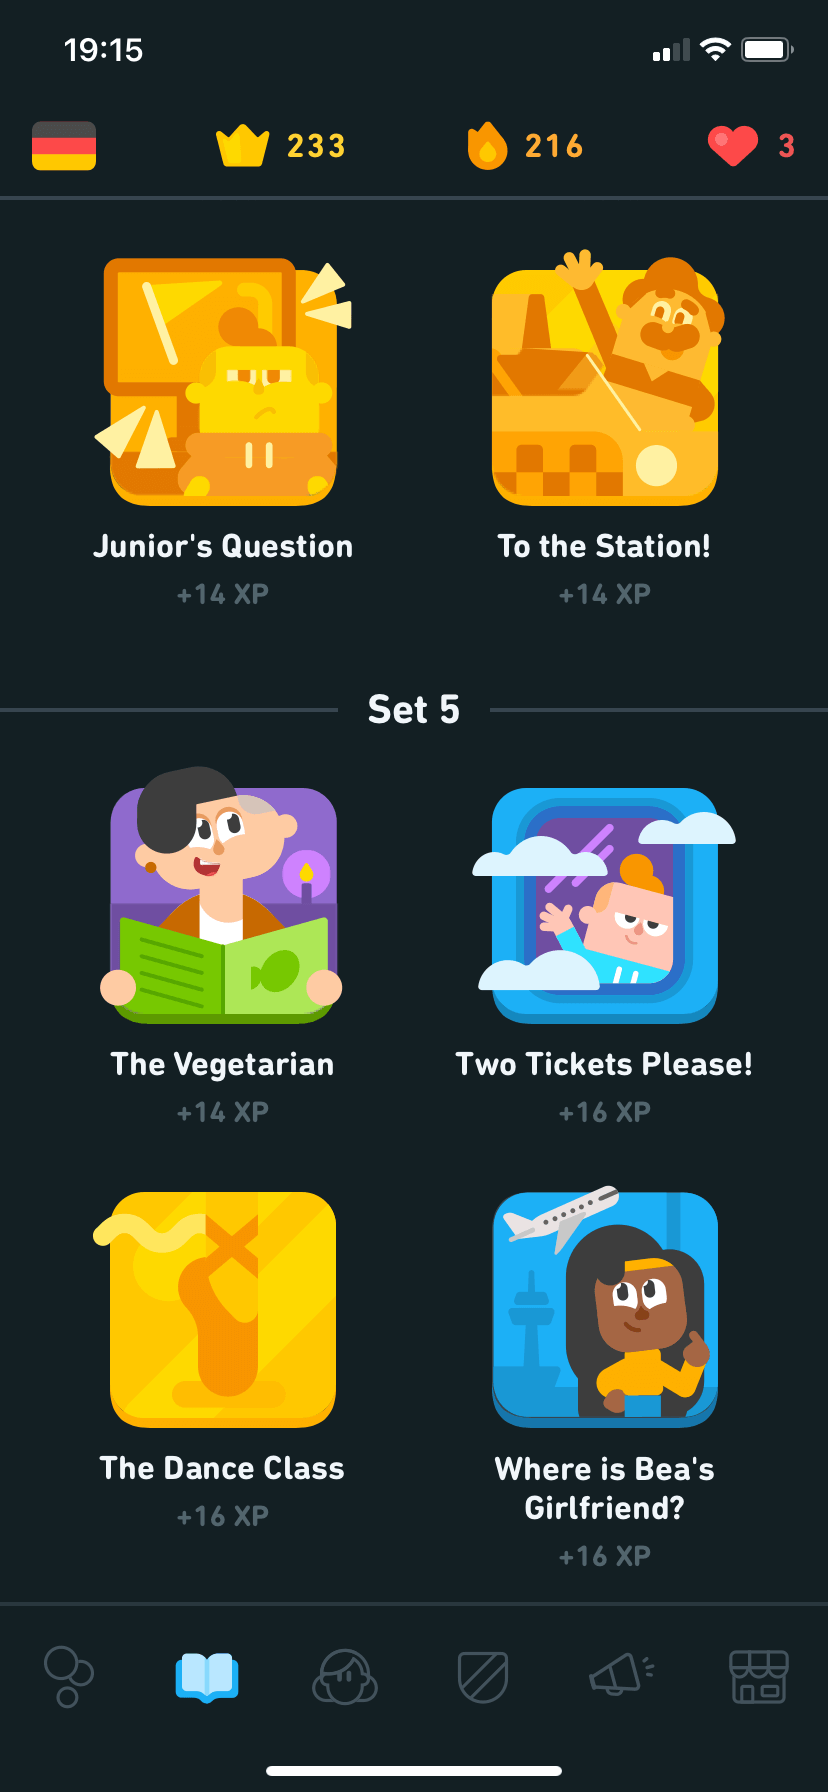 19:15
233
216
3
Junior's Question
To the Station!
+14 XP
+14 XP
Set 5
The Vegetarian
Two Tickets Please!
+14 XP
+16 XP
The Dance Class
Where is Bea's
Girlfriend?
+16 XP
+16 XP